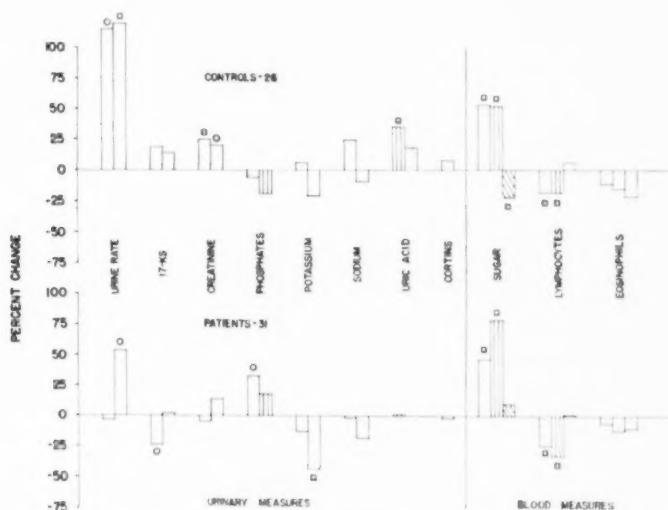 PERCENT CHANGE
100
75
50
25
0
-25
-50
-75
CONTROLS-26
URINE RATE
17-KS
CREATININE
PHOSPHATES
POTASSIUM
SODIUM
URIC ACID
CORTINS
SUGAR
LYMPHOCYTES
EOSINOPHILS
100
75
50
25
0
-25
-50
-75
PATIENTS-31
URINARY MEASURES
BLOOD MEASURES